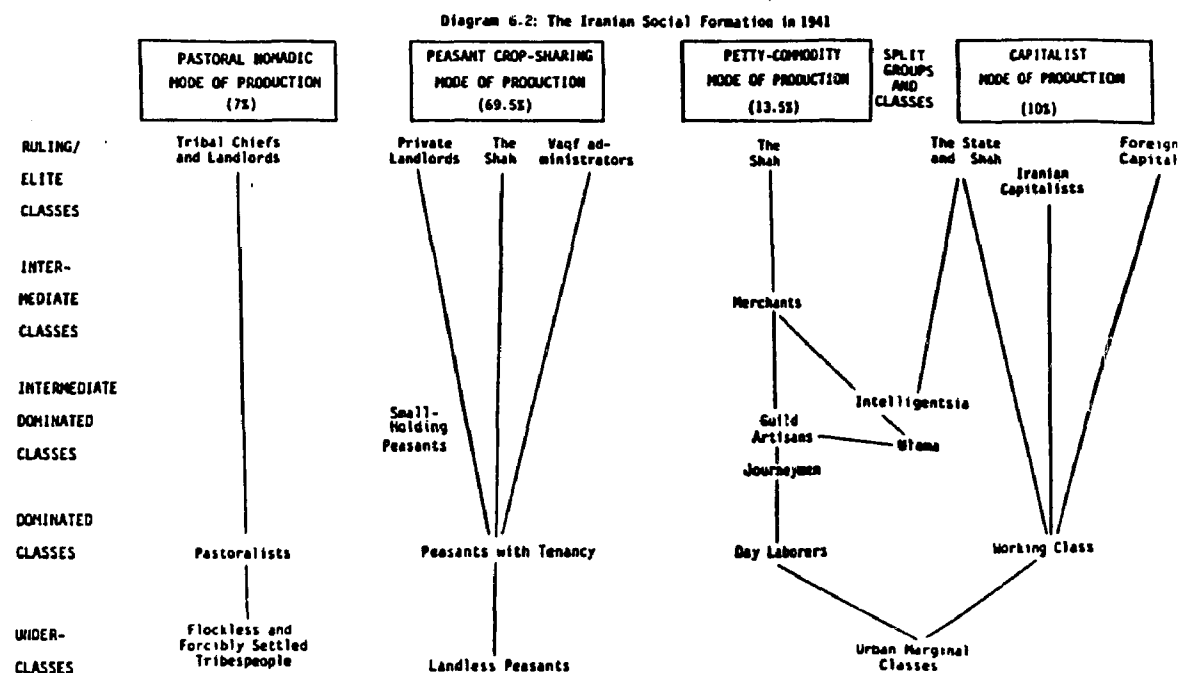 Diagram 6.2: The Iranian Social Formation in 1941
PASTORAL NOMADIC
MODE OF PRODUCTION
(7%)
PEASANT CROP-SHARING
MODE OF PRODUCTION
(69.5%)
PETTY-COMMODITY
MODE OF PRODUCTION
(13.5%)
SPLIT
GROUPS
AND
CLASSES
CAPITALIST
MODE OF PRODUCTION
(10%)
RULING/
ELITE
CLASSES
Tribal Chiefs
and Landlords
Private
Landlords
The
Shah
Vaqf ad-
ministrators
The
Shah
The State
and Shah
Iranian
Capitalists
Foreign
Capital
INTER-
MEDIATE
CLASSES
Merchants
INTERMEDIATE
DOMINATED
CLASSES
Small-
Holding
Peasants
Guild
Artisans
Journeymen
Intelligentsia
Ulama
DOMINATED
CLASSES
Pastoralists
Peasants with Tenancy
Day Laborers
Working Class
UNDER-
CLASSES
Flockless and
Forcibly Settled
Tribespeople
Landless Peasants
Urban Marginal
Classes